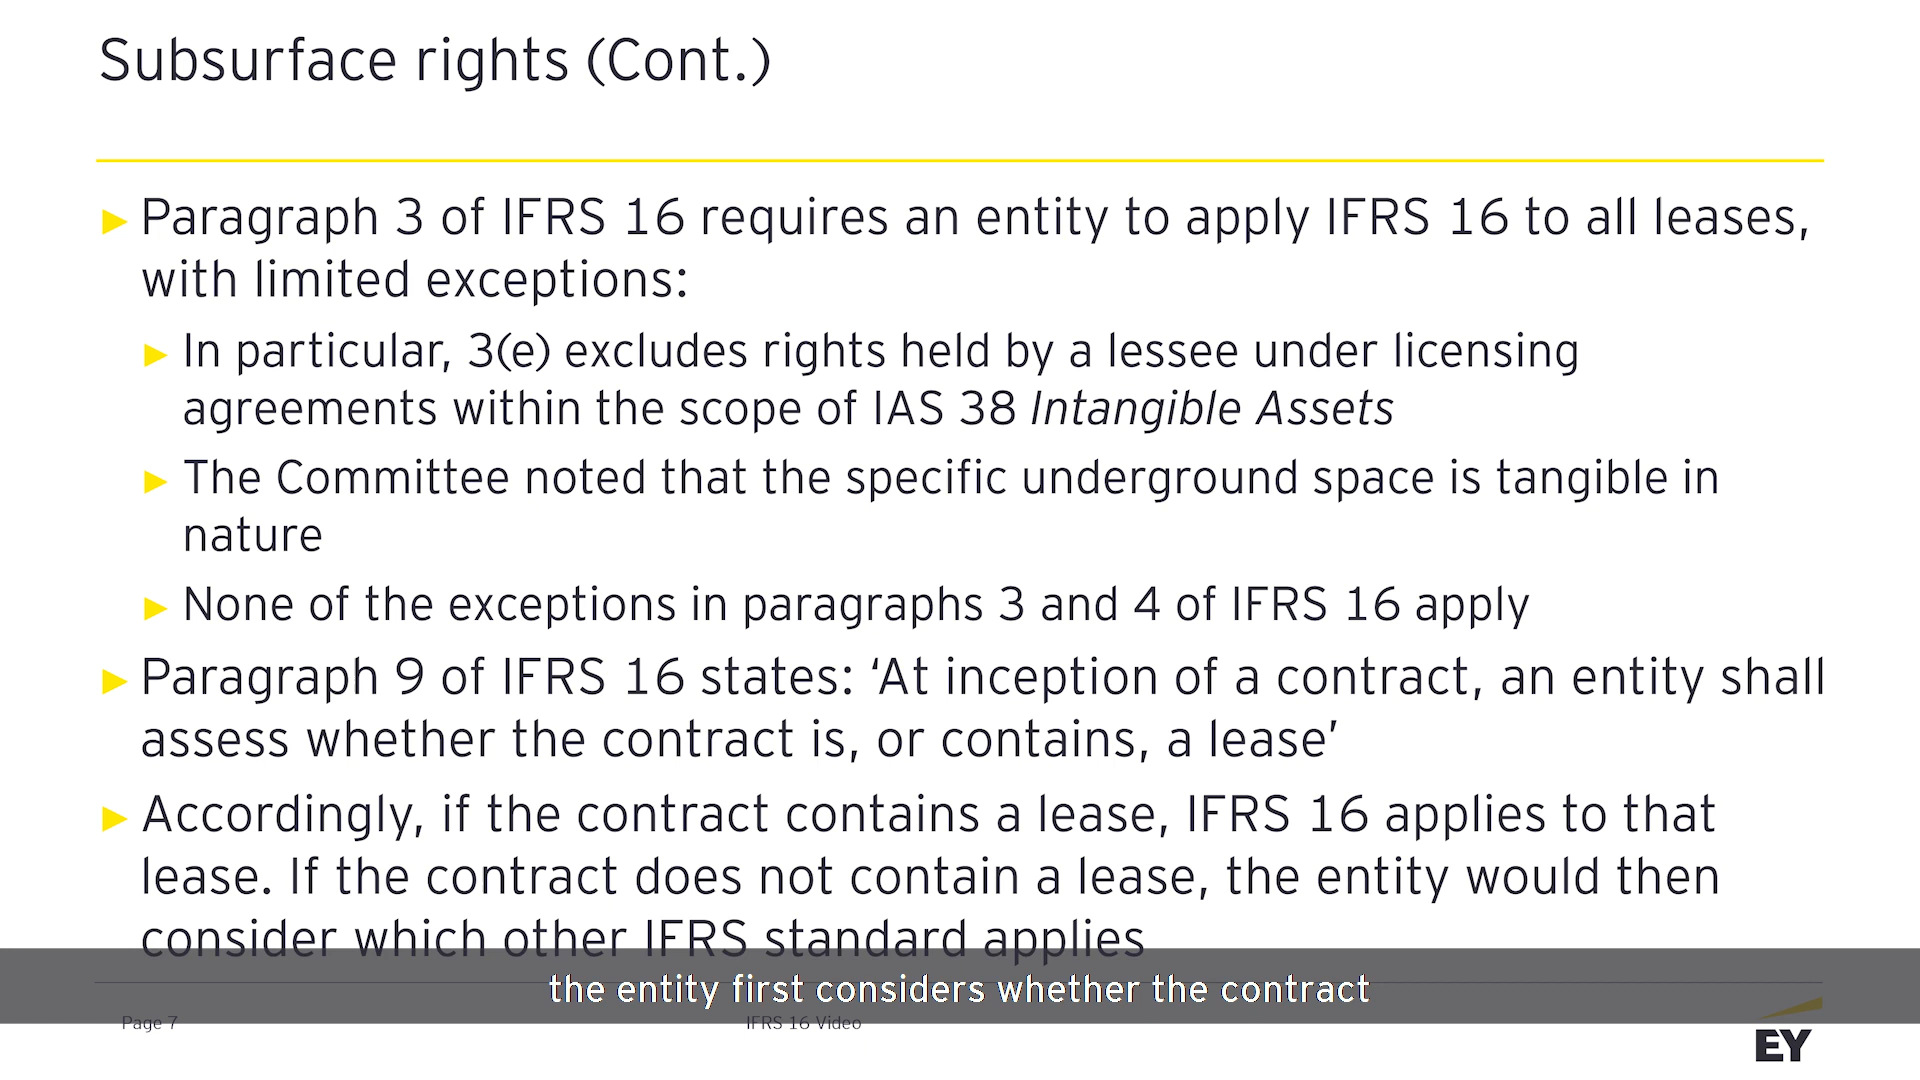 Subsurface rights (Cont.)
► Paragraph 3 of IFRS 16 requires an entity to apply IFRS 16 to all leases,
with limited exceptions:
► In particular, 3(e) excludes rights held by a lessee under licensing
agreements within the scope of IAS 38 Intangible Assets
► The Committee noted that the specific underground space is tangible in
nature
► None of the exceptions in paragraphs 3 and 4 of IFRS 16 apply
► Paragraph 9 of IFRS 16 states: ‘At inception of a contract, an entity shall
assess whether the contract is, or contains, a lease’
► Accordingly, if the contract contains a lease, IFRS 16 applies to that
lease. If the contract does not contain a lease, the entity would then
consider which other IFRS standard applies
the entity first considers whether the contract
Page 7
IFRS 16 Video
EY